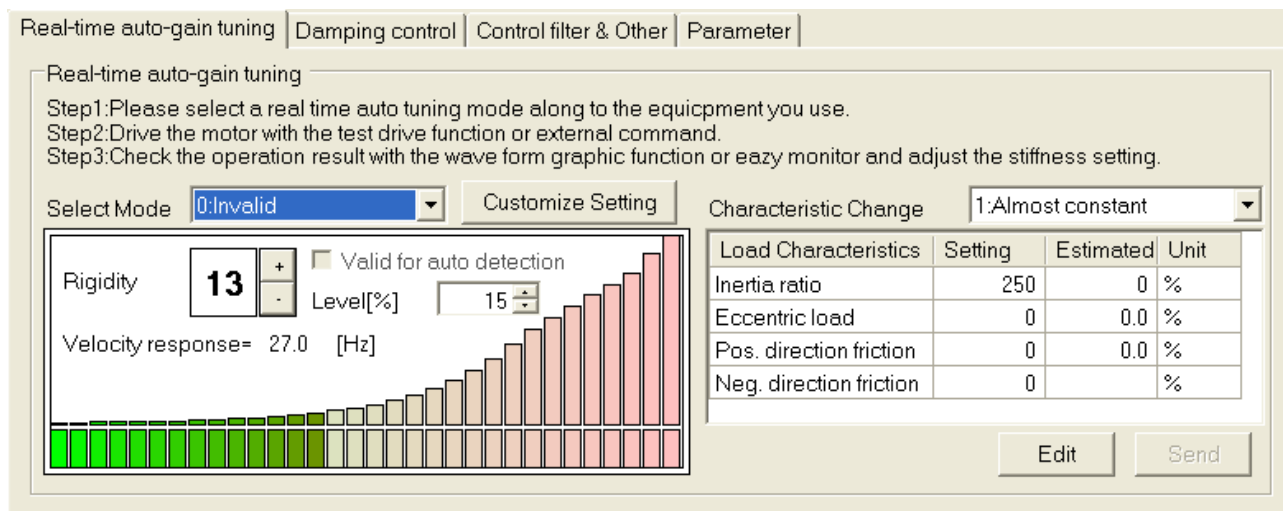 Real-time auto-gain tuning Damping control Control filter & Other Parameter
Real-time auto-gain tuning
Step1:Please select a real time auto tuning mode along to the equicpment you use.
Step2:Drive the motor with the test drive function or external command.
Step3:Check the operation result with the wave form graphic function or eazy monitor and adjust the stiffness setting.
Select Mode 0:Invalid Customize Setting Characteristic Change 1:Almost constant
Rigidity 13 + -
Valid for auto detection
Level[%] 15
Velocity response= 27.0 [Hz]
Load Characteristics Setting Estimated Unit
Inertia ratio 250 0 %
Eccentric load 0 0.0 %
Pos. direction friction 0 0.0 %
Neg. direction friction 0 %
Edit Send